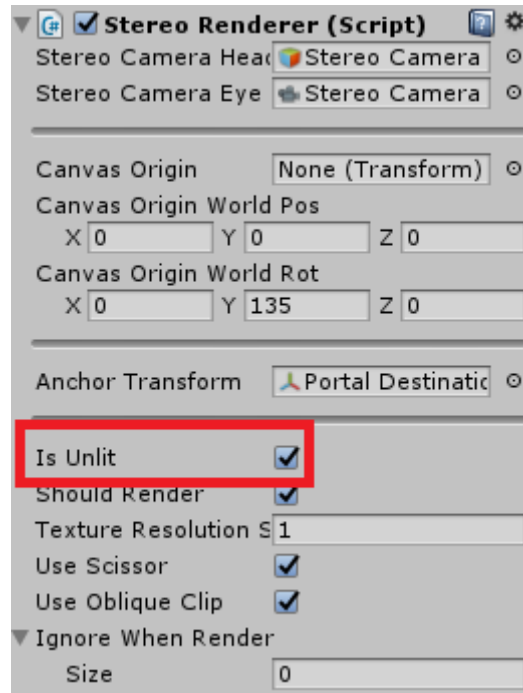 Stereo Renderer (Script)
Stereo Camera Head Stereo Camera
Stereo Camera Eye Stereo Camera
Canvas Origin None (Transform)
Canvas Origin World Pos
X 0 Y 0 Z 0
Canvas Origin World Rot
X 0 Y 135 Z 0
Anchor Transform Portal Destinatic
Is Unlit
Should Render
Texture Resolution S 1
Use Scissor
Use Oblique Clip
Ignore When Render
Size 0